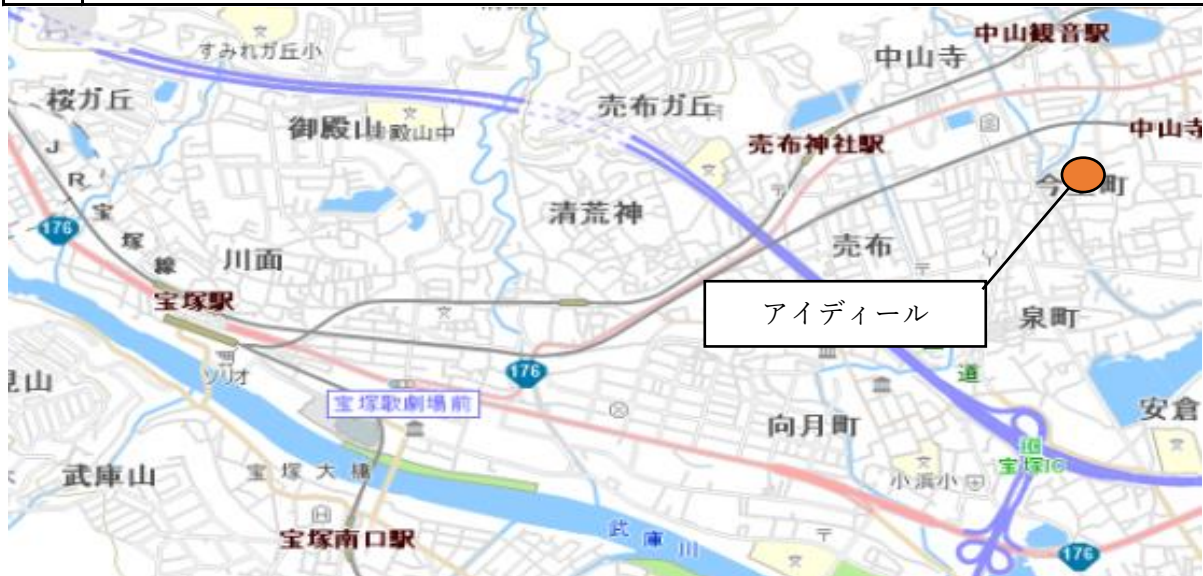 中山観音駅
すみれガ丘小
中山寺
桜ガ丘
売布ガ丘
御殿山
御殿山中
売布神社駅
中山寺
J
R
宝
塚
線
清荒神
176
川面
売布
宝塚駅
アイディール
泉町
道
ソリオ
176
宝塚歌劇場前
安倉
見山
向月町
IC
宝塚IC
武庫山
宝塚大橋
小浜小
武庫川
宝塚南口駅
176